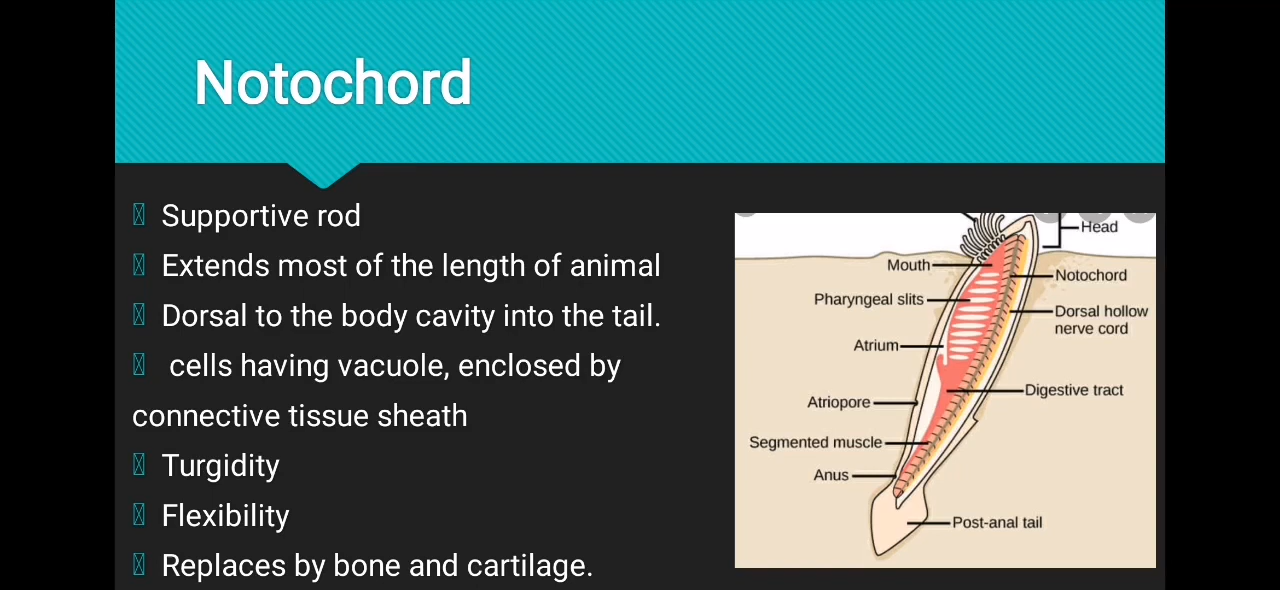 Notochord
Supportive rod
Extends most of the length of animal
Dorsal to the body cavity into the tail.
cells having vacuole, enclosed by
connective tissue sheath
Turgidity
Flexibility
Replaces by bone and cartilage.
Head
Mouth
Notochord
Pharyngeal slits
Dorsal hollow
nerve cord
Atrium
Digestive tract
Atriopore
Segmented muscle
Anus
Post-anal tail